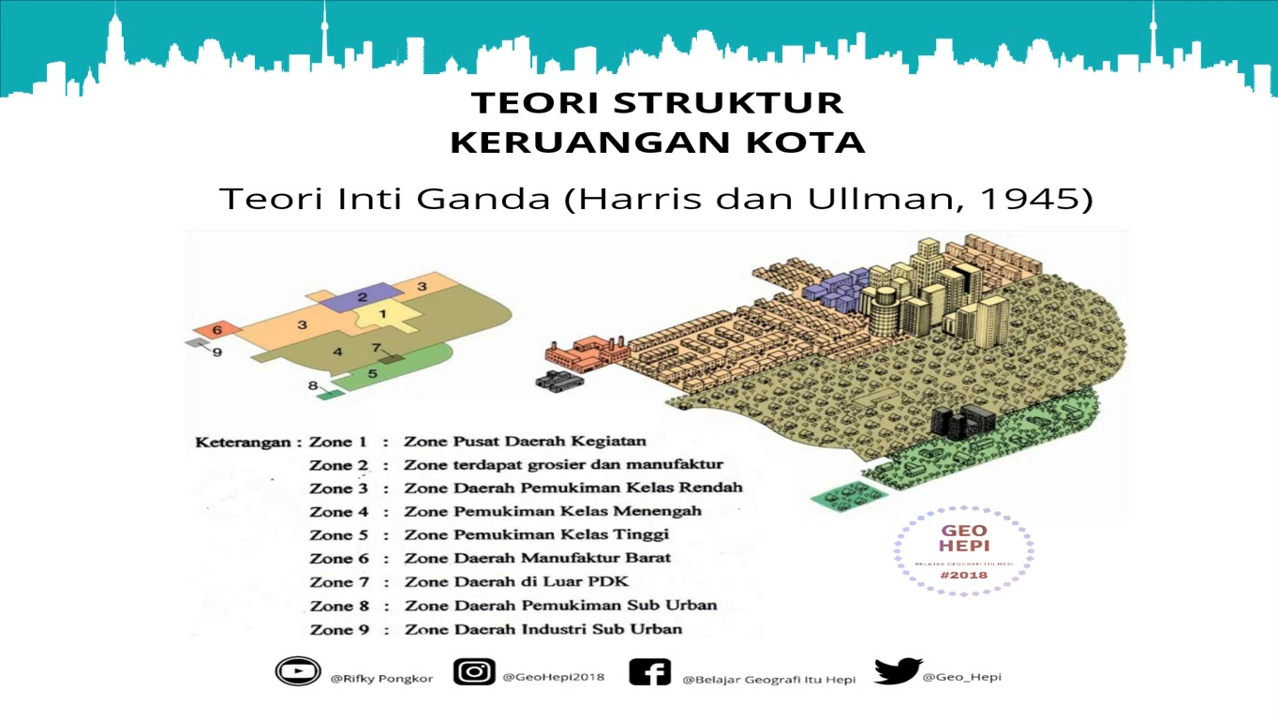 TEORI STRUKTUR
KERUANGAN KOTA
Teori Inti Ganda (Harris dan Ullman, 1945)
3
2
1
3
6
9
4
7
5
8
Keterangan : Zone 1 : Zone Pusat Daerah Kegiatan
Zone 2 : Zone terdapat grosier dan manufaktur
Zone 3 : Zone Daerah Pemukiman Kelas Rendah
Zone 4 : Zone Pemukiman Kelas Menengah
Zone 5 : Zone Pemukiman Kelas Tinggi
Zone 6 : Zone Daerah Manufaktur Barat
Zone 7 : Zone Daerah di Luar PDK
Zone 8 : Zone Daerah Pemukiman Sub Urban
Zone 9 : Zone Daerah Industri Sub Urban
GEO
HEPI
BELAJAR GEOGRAFI ITU HEPI
#2018
@Rifky Pongkor
@GeoHepi2018
@Belajar Geografi Itu Hepi
@Geo_Hepi